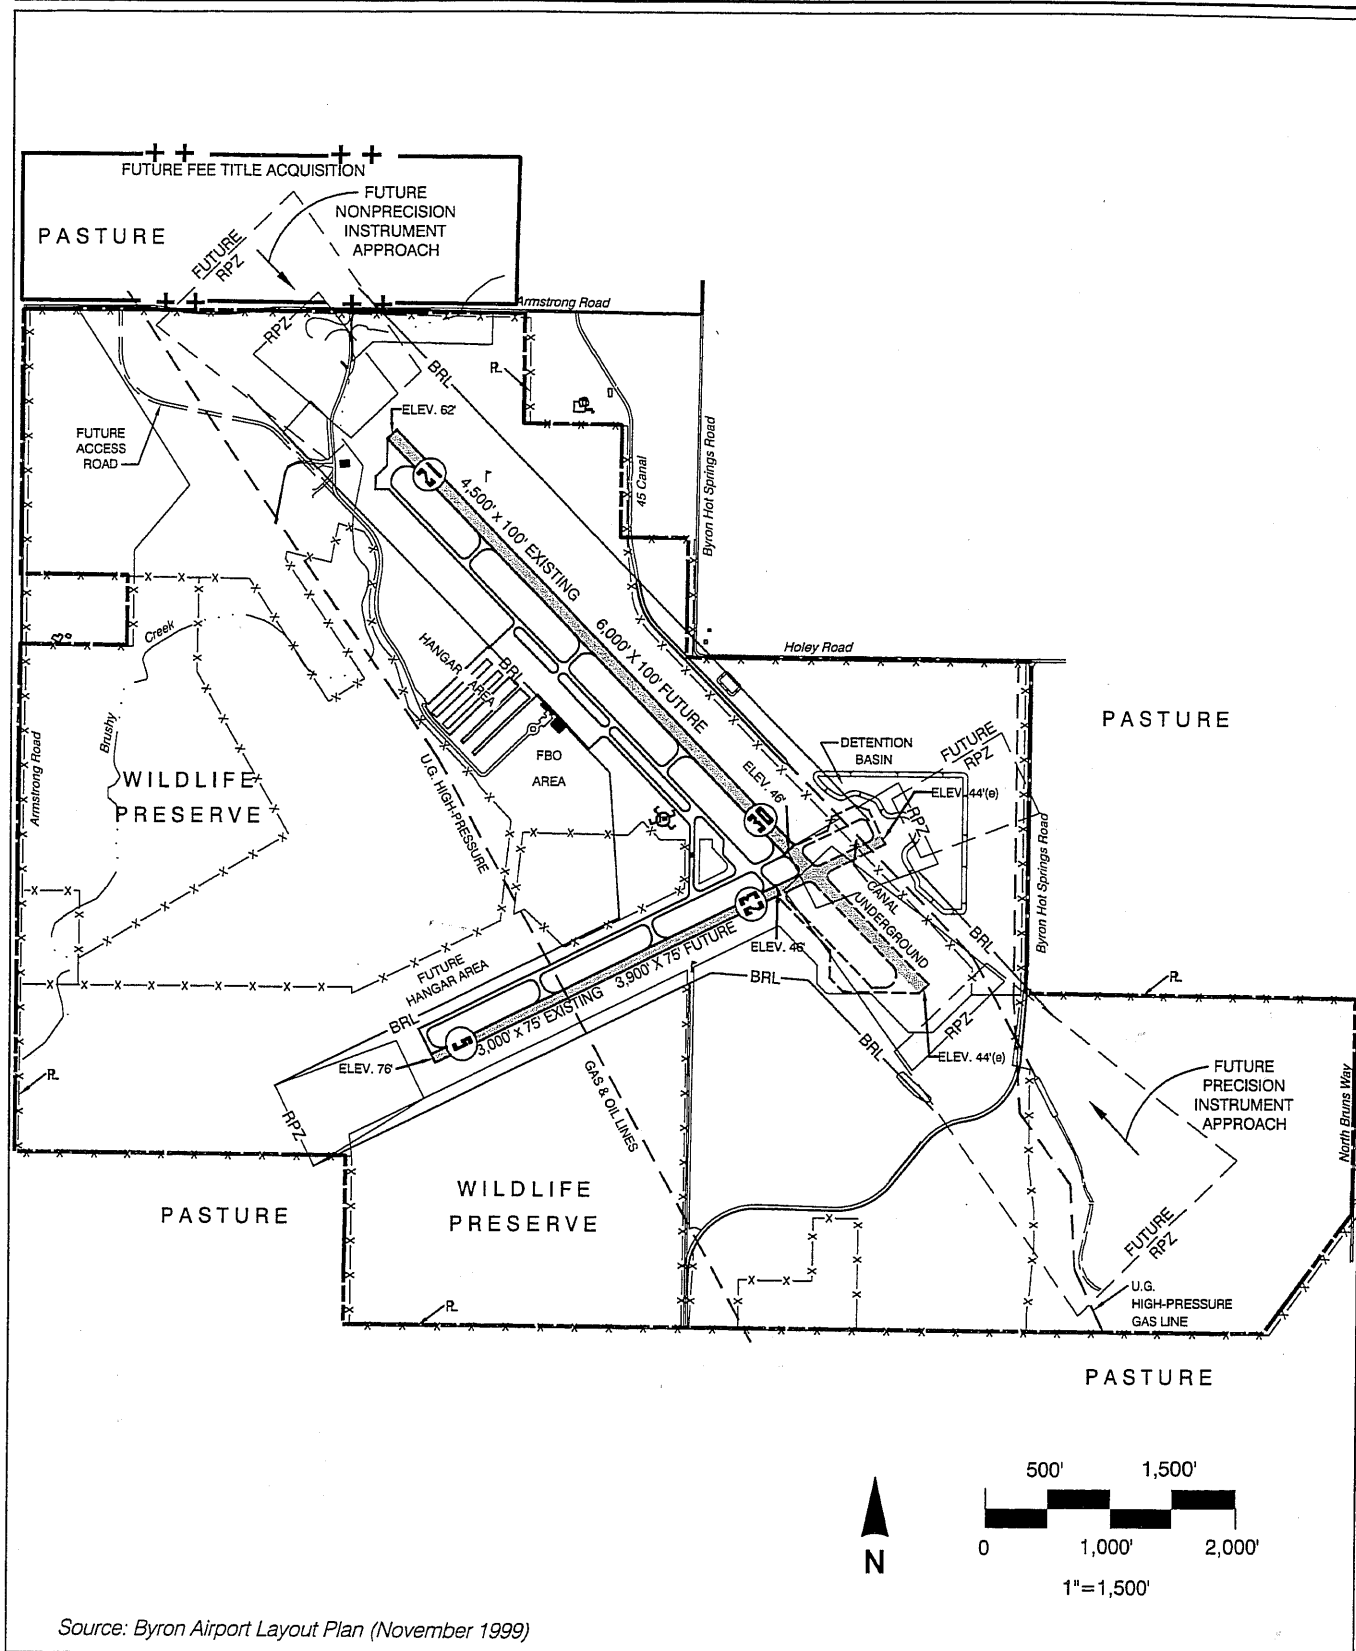 FUTURE FEE TITLE ACQUISITION
FUTURE
NONPRECISION
INSTRUMENT
APPROACH
PASTURE
FUTURE
RPZ
Armstrong Road
RPZ
BRL
PL
ELEV. 62'
FUTURE
ACCESS
ROAD
45 Canal
Byron Hot Springs Road
4,500' x 100' EXISTING
6,000' X 100' FUTURE
Creek
Holey Road
HANGAR
AREA
BRL
PASTURE
Brushy
Armstrong Road
WILDLIFE
PRESERVE
FBO
AREA
U.G. HIGH-PRESSURE
DETENTION
BASIN
FUTURE
RPZ
ELEV. 46'
ELEV. 44'(e)
RPZ
30
Byron Hot Springs Road
CANAL
UNDERGROUND
23
BRL
ELEV. 46'
3,900' X 75' FUTURE
FUTURE
HANGAR AREA
BRL
PL
3,000' x 75' EXISTING
BRL
5
RPZ
BRL
ELEV. 76'
ELEV. 44'(e)
PL
GAS & OIL LINES
FUTURE
PRECISION
INSTRUMENT
APPROACH
North Bruns Way
RPZ
WILDLIFE
PRESERVE
PASTURE
FUTURE
RPZ
U.G.
HIGH-PRESSURE
GAS LINE
PL
PASTURE
500' 1,500'
N
0 1,000' 2,000'
1"=1,500'
Source: Byron Airport Layout Plan (November 1999)